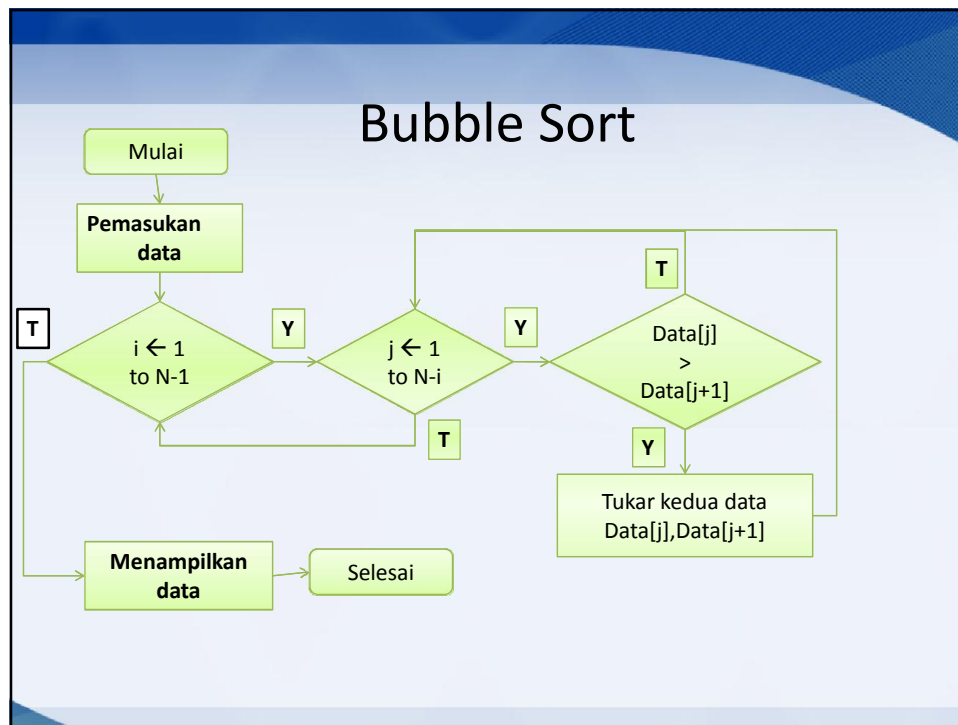 Bubble Sort
Mulai
Pemasukan
data
T
i ← 1
to N-1
Y
j ← 1
to N-i
Y
T
Data[j]
>
Data[j+1]
T
Y
Tukar kedua data
Data[j],Data[j+1]
Menampilkan
data
Selesai